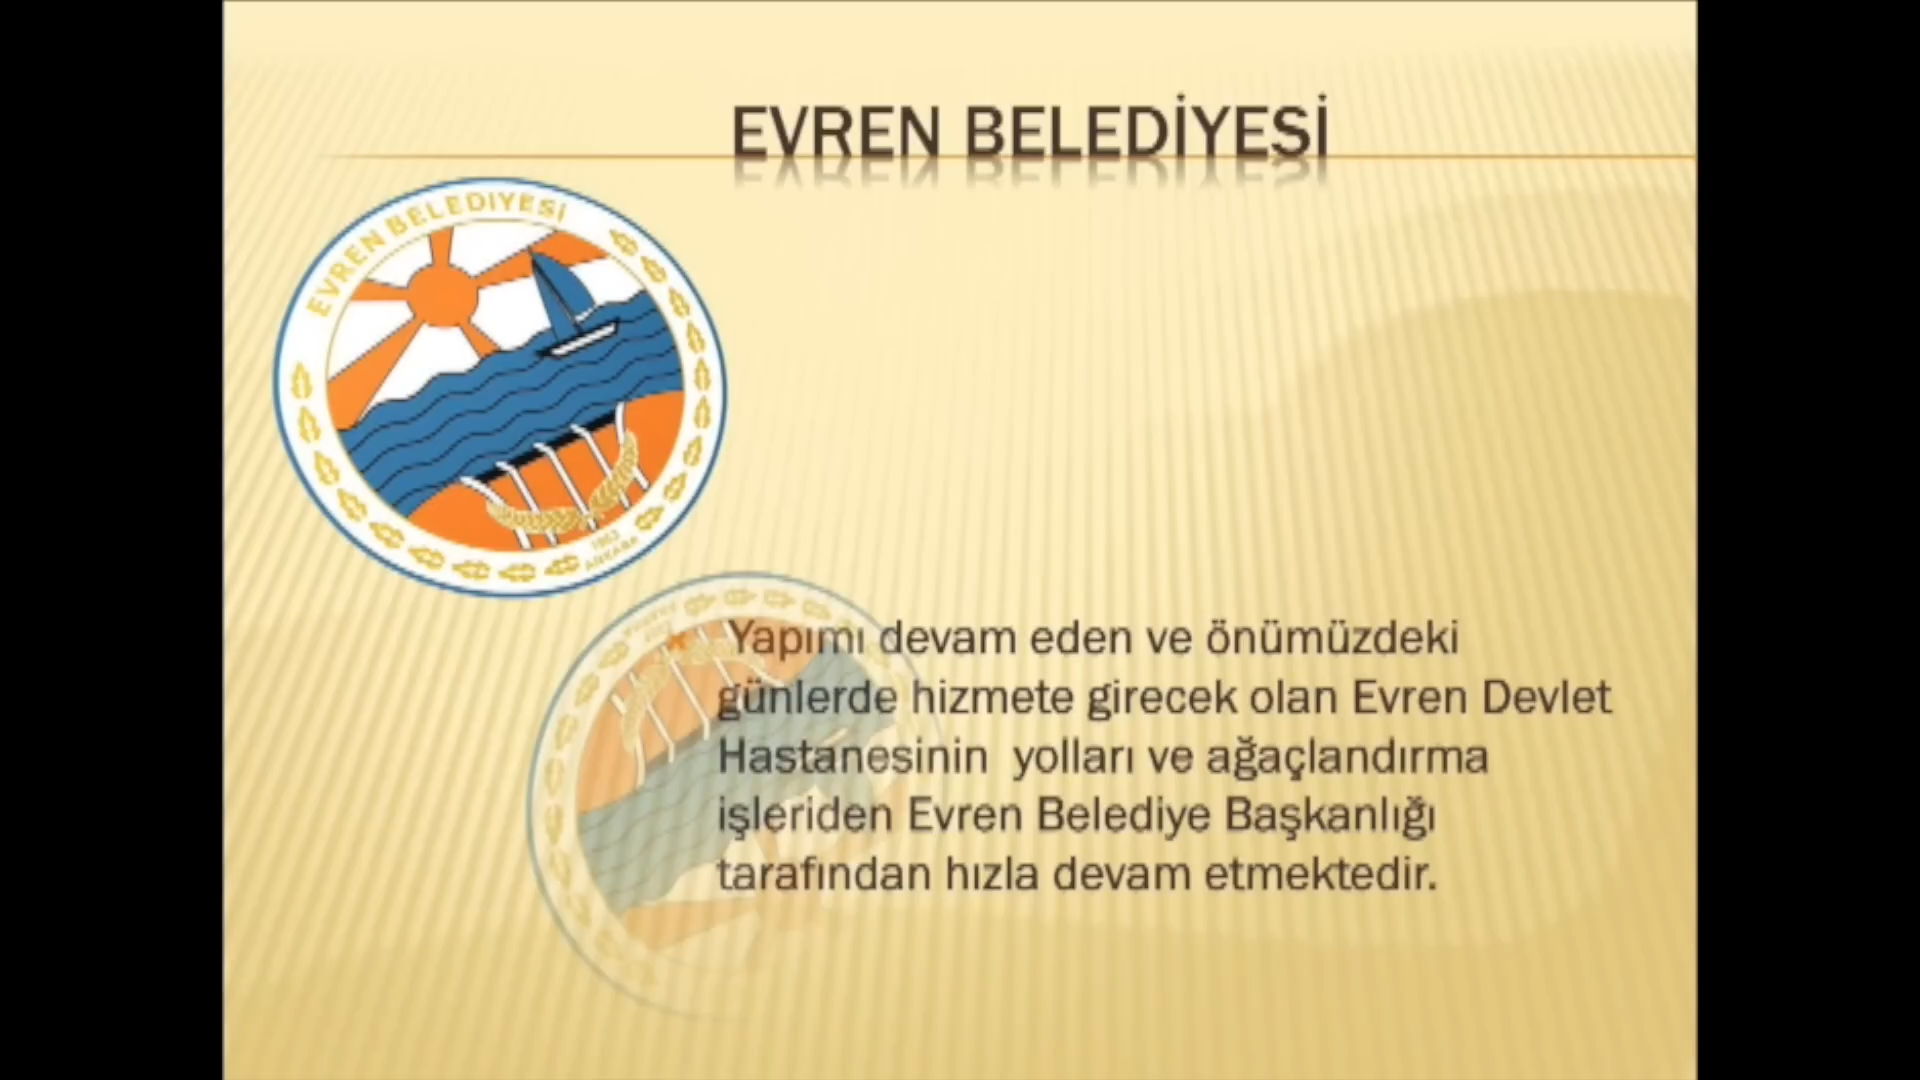 EVREN BELEDİYESİ
EVREN BELEDİYESİ
ANKARA
Yapımı devam eden ve önümüzdeki
günlerde hizmete girecek olan Evren Devlet
Hastanesinin yolları ve ağaçlandırma
işleriden Evren Belediye Başkanlığı
tarafından hızla devam etmektedir.